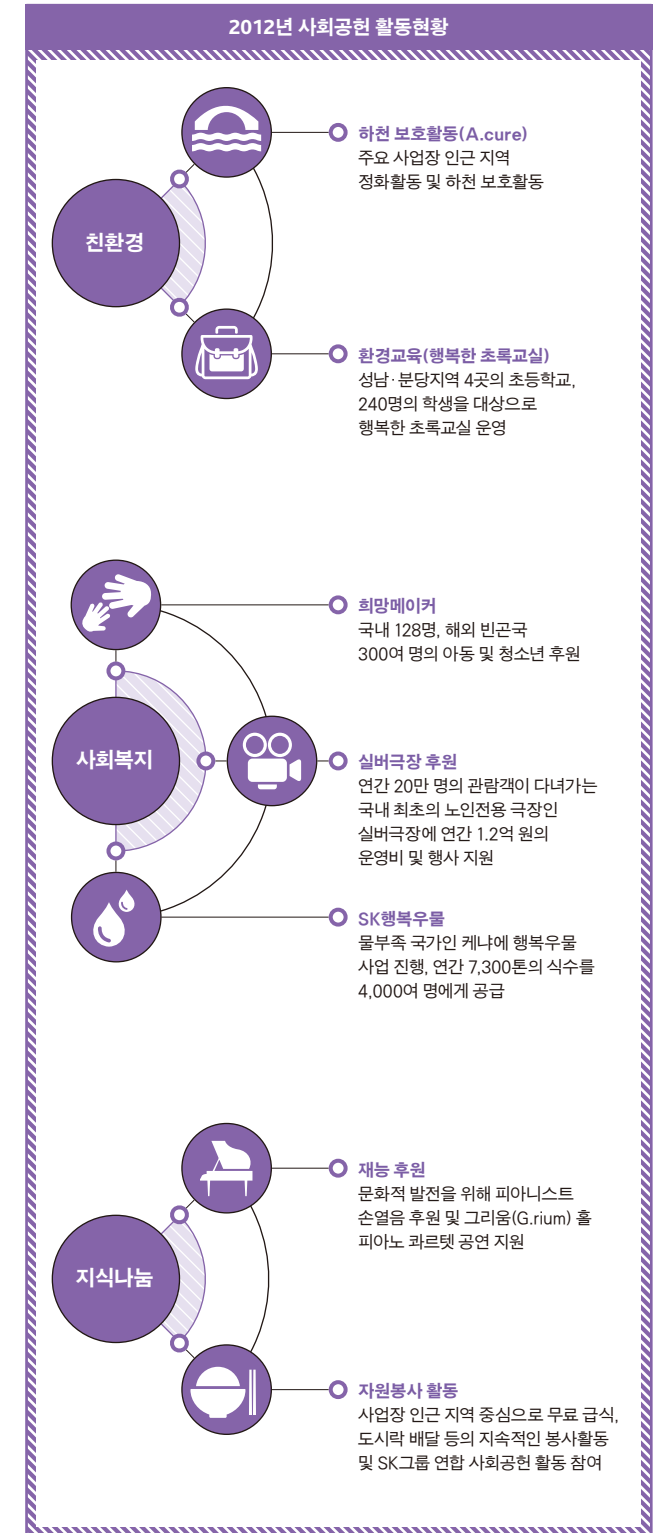 2012년 사회공헌 활동현황
친환경
하천 보호활동(A.cure)
주요 사업장 인근 지역
정화활동 및 하천 보호활동
환경교육(행복한 초록교실)
성남·분당지역 4곳의 초등학교,
240명의 학생을 대상으로
행복한 초록교실 운영
사회복지
희망메이커
국내 128명, 해외 빈곤국
300여 명의 아동 및 청소년 후원
실버극장 후원
연간 20만 명의 관람객이 다녀가는
국내 최초의 노인전용 극장인
실버극장에 연간 1.2억 원의
운영비 및 행사 지원
SK행복우물
물부족 국가인 케냐에 행복우물
사업 진행, 연간 7,300톤의 식수를
4,000여 명에게 공급
지식나눔
재능 후원
문화적 발전을 위해 피아니스트
손열음 후원 및 그리움(G.rium) 홀
피아노 콰르텟 공연 지원
자원봉사 활동
사업장 인근 지역 중심으로 무료 급식,
도시락 배달 등의 지속적인 봉사활동
및 SK그룹 연합 사회공헌 활동 참여